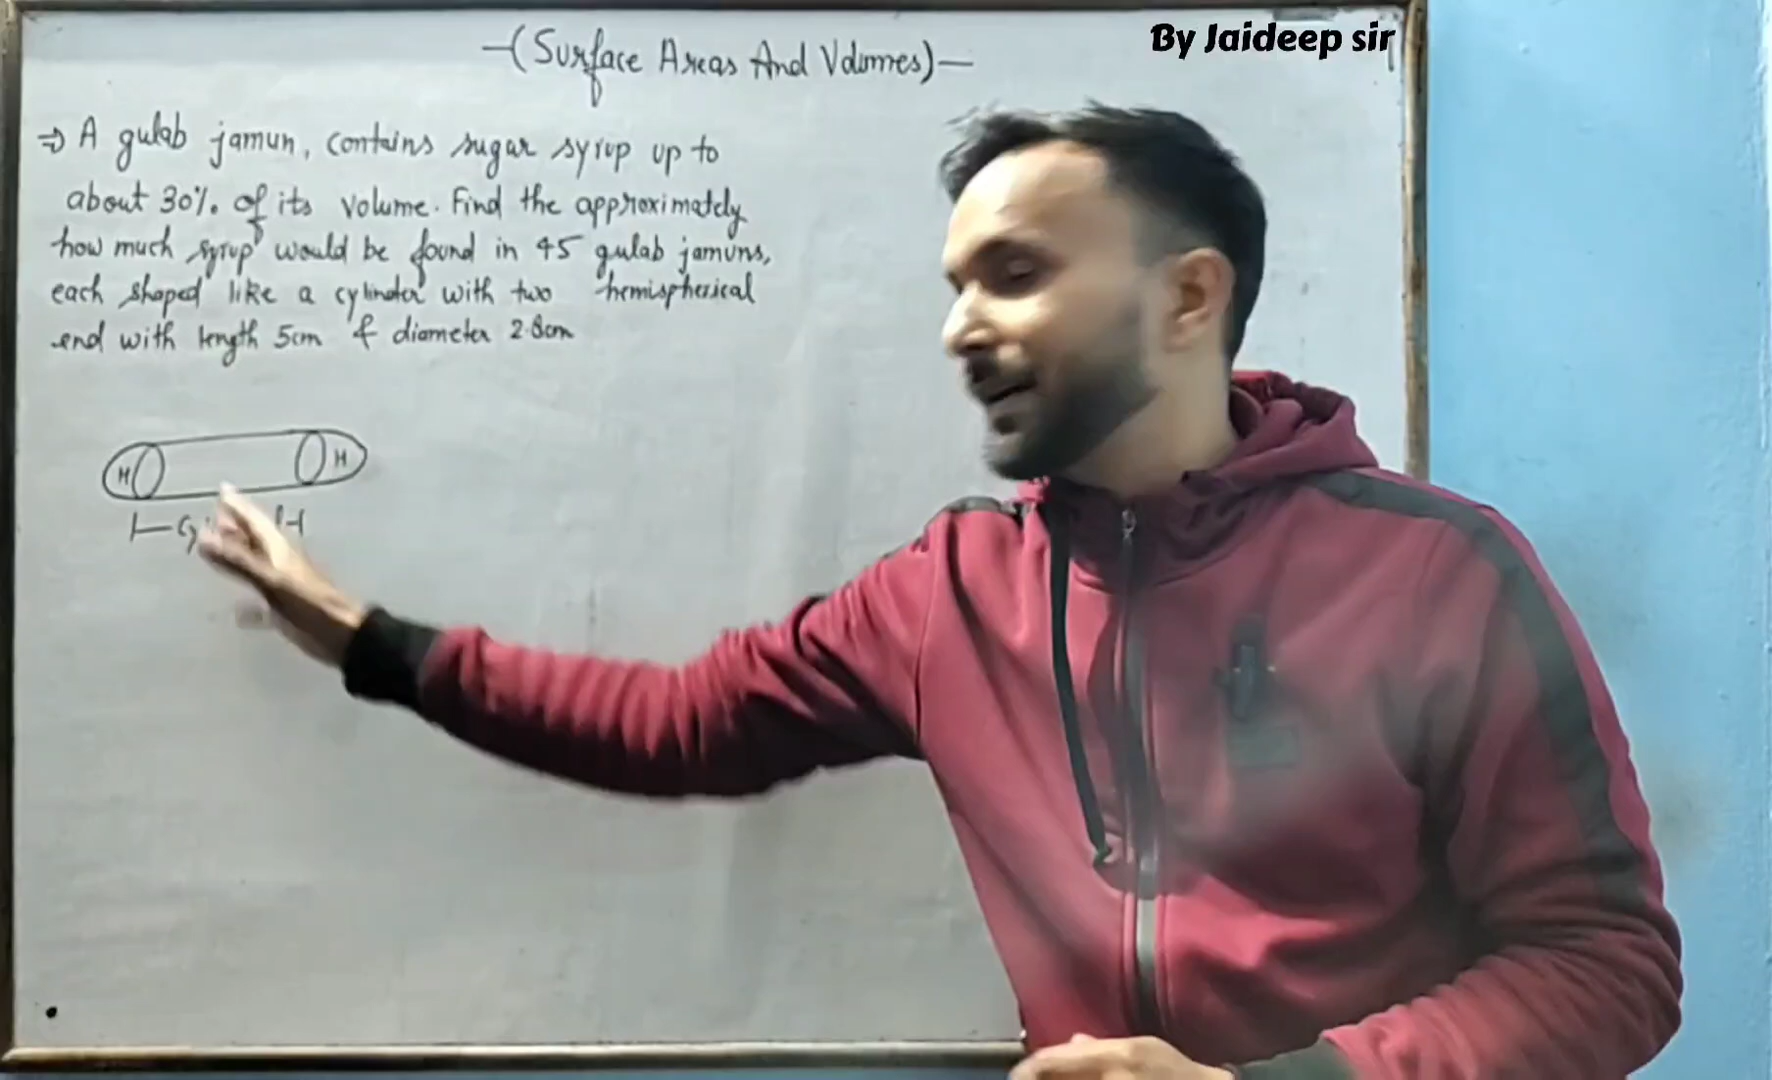 By Jaideep sir
-(Surface Areas And Volumes)-
⇒ A gulab jamun, contains sugar syrup up to
about 30%. of its volume. Find the approximately
how much syrup would be found in 45 gulab jamuns,
each shaped like a cylinder with two hemispherical
end with length 5cm & diameter 2.8cm
H H